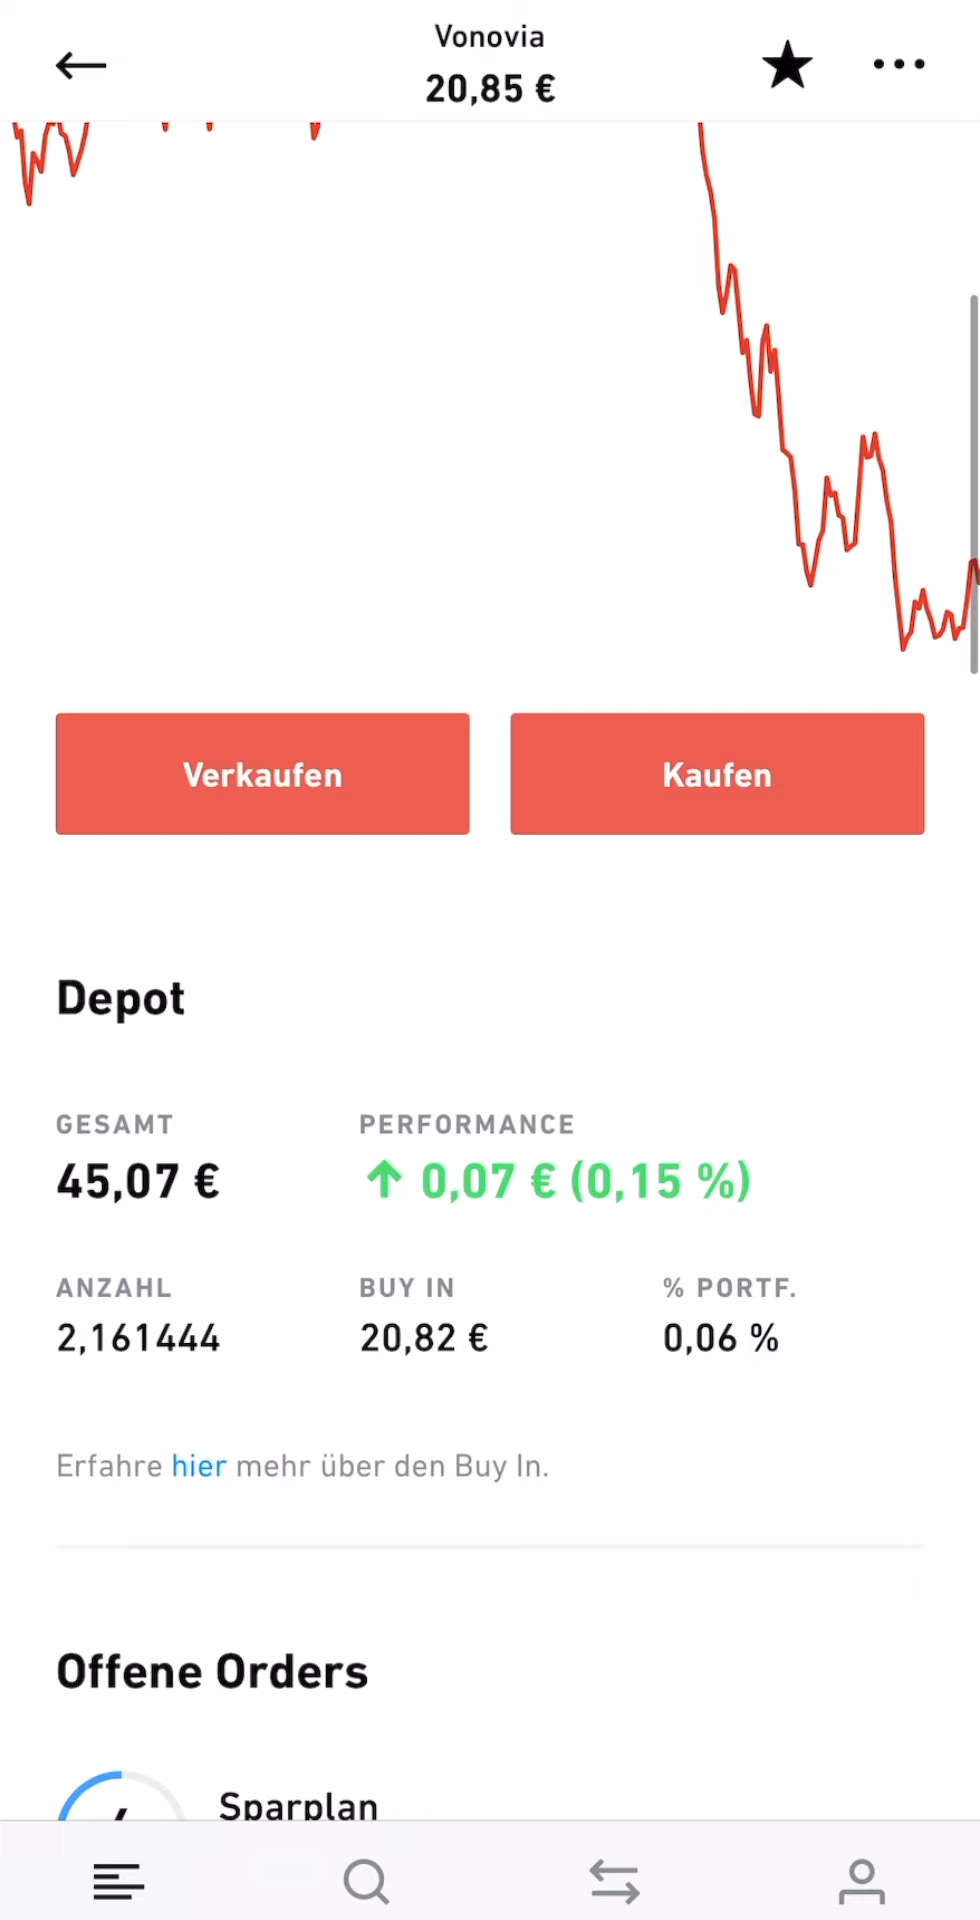 Vonovia
20,85 €
Verkaufen
Kaufen
Depot
GESAMT
PERFORMANCE
45,07 €
↑ 0,07 € (0,15 %)
ANZAHL
BUY IN
% PORTF.
2,161444
20,82 €
0,06 %
Erfahre hier mehr über den Buy In.
Offene Orders
Sparplan